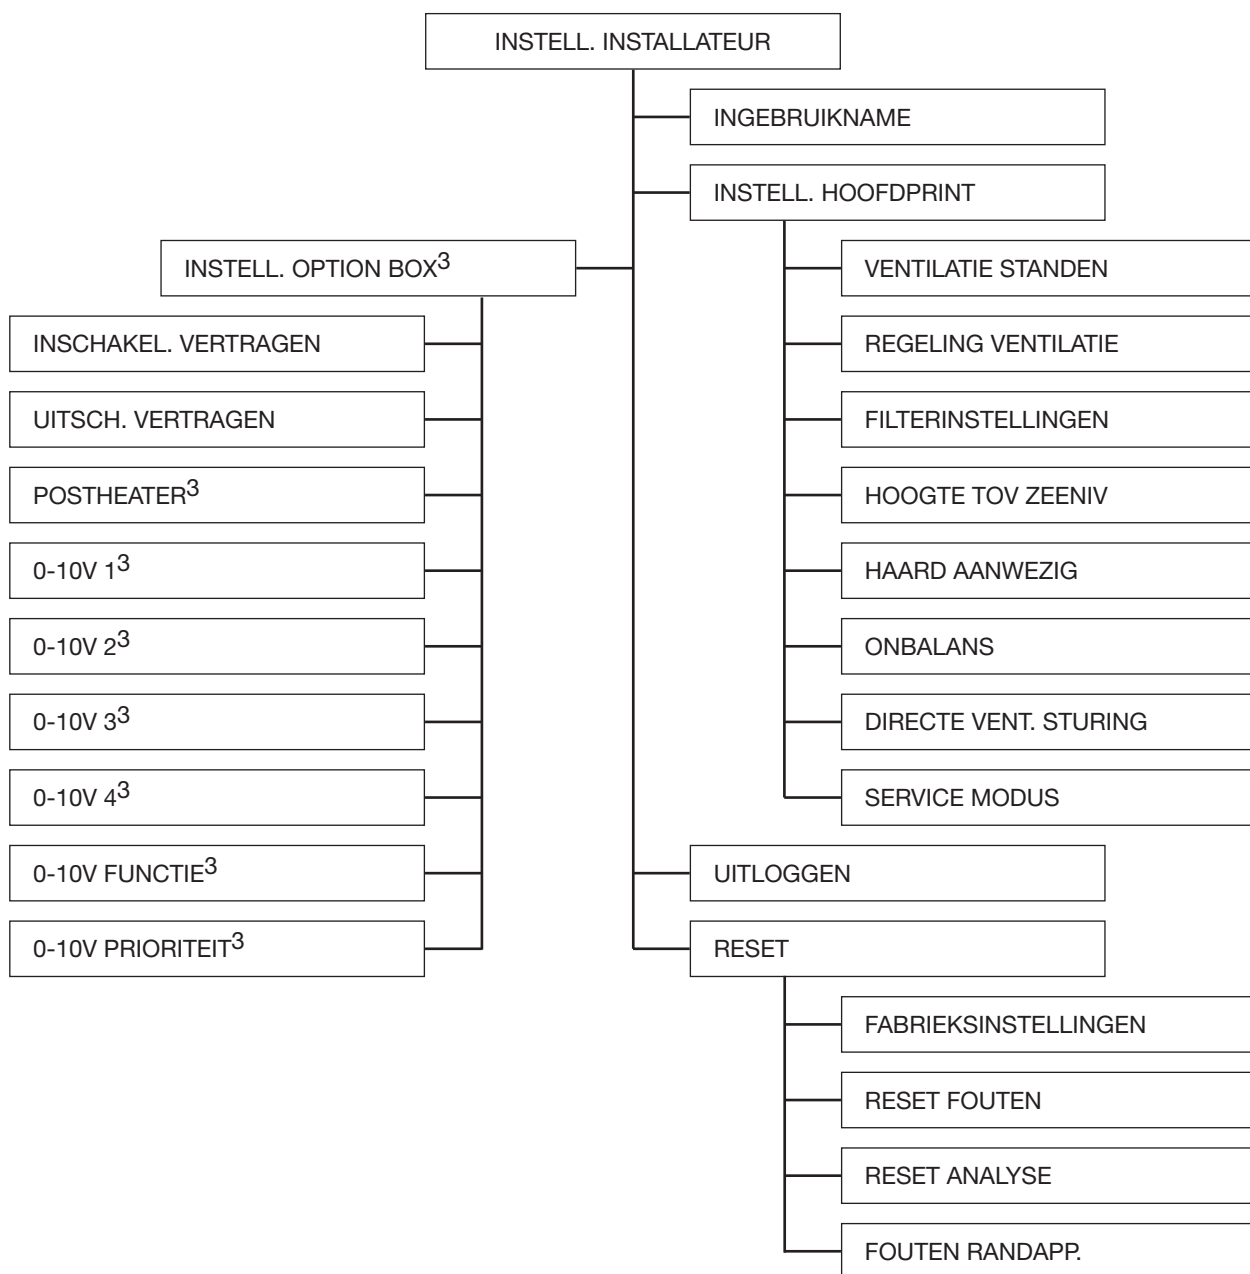 INSTELL. INSTALLATEUR
INGEBRUIKNAME
INSTELL. HOOFDPRINT
VENTILATIE STANDEN
REGELING VENTILATIE
FILTERINSTELLINGEN
HOOGTE TOV ZEENIV
HAARD AANWEZIG
ONBALANS
DIRECTE VENT. STURING
SERVICE MODUS
INSTELL. OPTION BOX³
INSCHAKEL. VERTRAGEN
UITSCH. VERTRAGEN
POSTHEATER³
0-10V 1³
0-10V 2³
0-10V 3³
0-10V 4³
0-10V FUNCTIE³
0-10V PRIORITEIT³
UITLOGGEN
RESET
FABRIEKSINSTELLINGEN
RESET FOUTEN
RESET ANALYSE
FOUTEN RANDAPP.